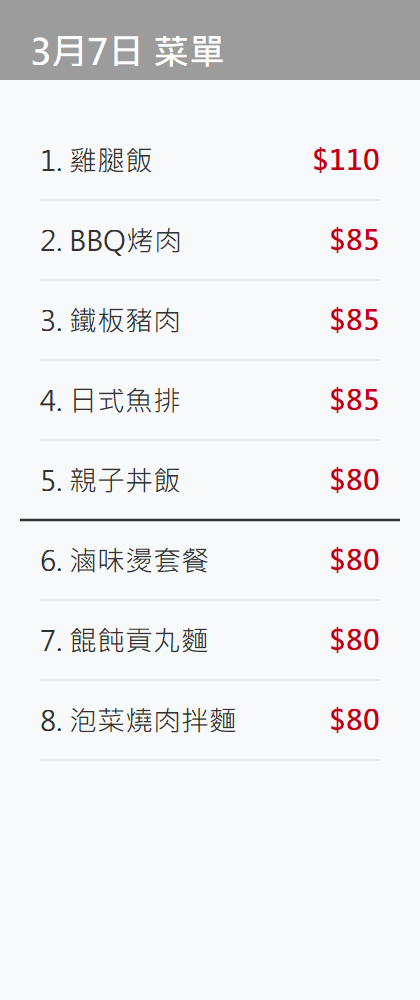 3月7日 菜單
1. 雞腿飯 $110
2. BBQ烤肉 $85
3. 鐵板豬肉 $85
4. 日式魚排 $85
5. 親子丼飯 $80
6. 滷味燙套餐 $80
7. 餛飩貢丸麵 $80
8. 泡菜燒肉拌麵 $80